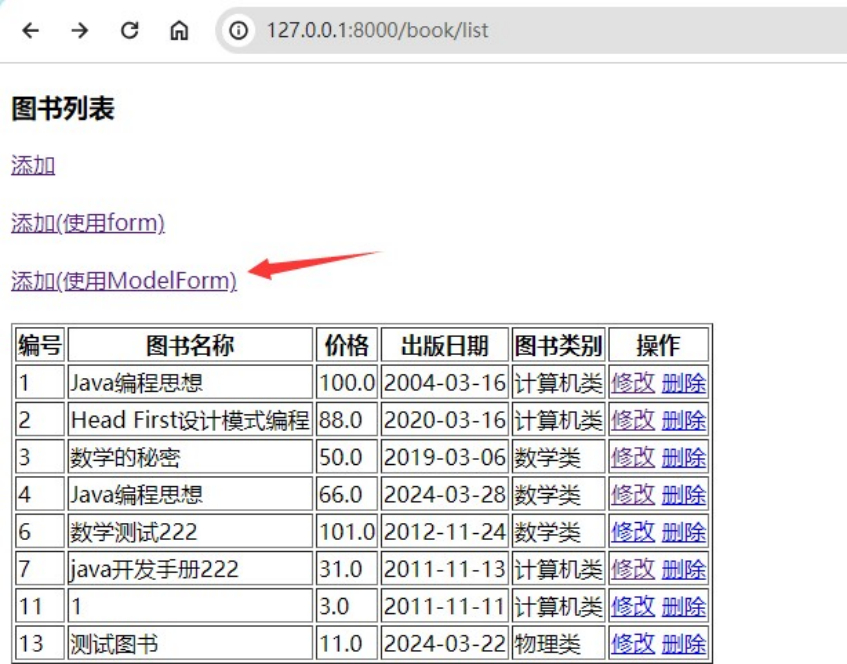 127.0.0.1:8000/book/list
图书列表
添加
添加(使用form)
添加(使用ModelForm)
编号 图书名称 价格 出版日期 图书类别 操作
1 Java编程思想 100.0 2004-03-16 计算机类 修改 删除
2 Head First设计模式编程 88.0 2020-03-16 计算机类 修改 删除
3 数学的秘密 50.0 2019-03-06 数学类 修改 删除
4 Java编程思想 66.0 2024-03-28 数学类 修改 删除
6 数学测试222 101.0 2012-11-24 数学类 修改 删除
7 java开发手册222 31.0 2011-11-13 计算机类 修改 删除
11 1 3.0 2011-11-11 计算机类 修改 删除
13 测试图书 11.0 2024-03-22 物理类 修改 删除